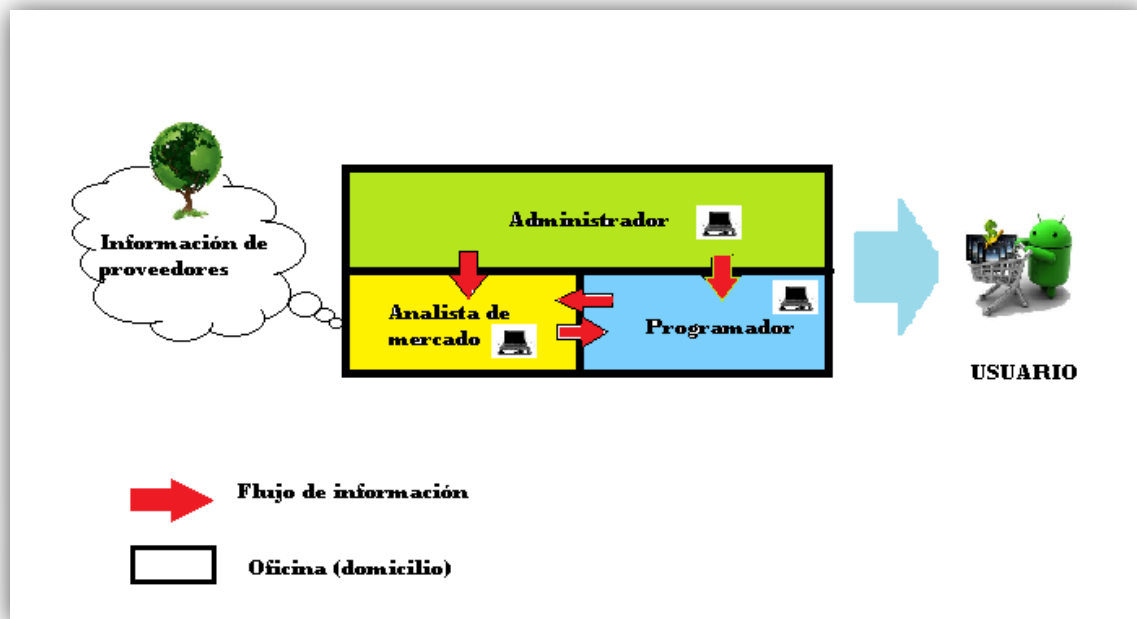 Información de
proveedores
Administrador
Analista de
mercado
Programador
USUARIO
Flujo de información
Oficina (domicilio)